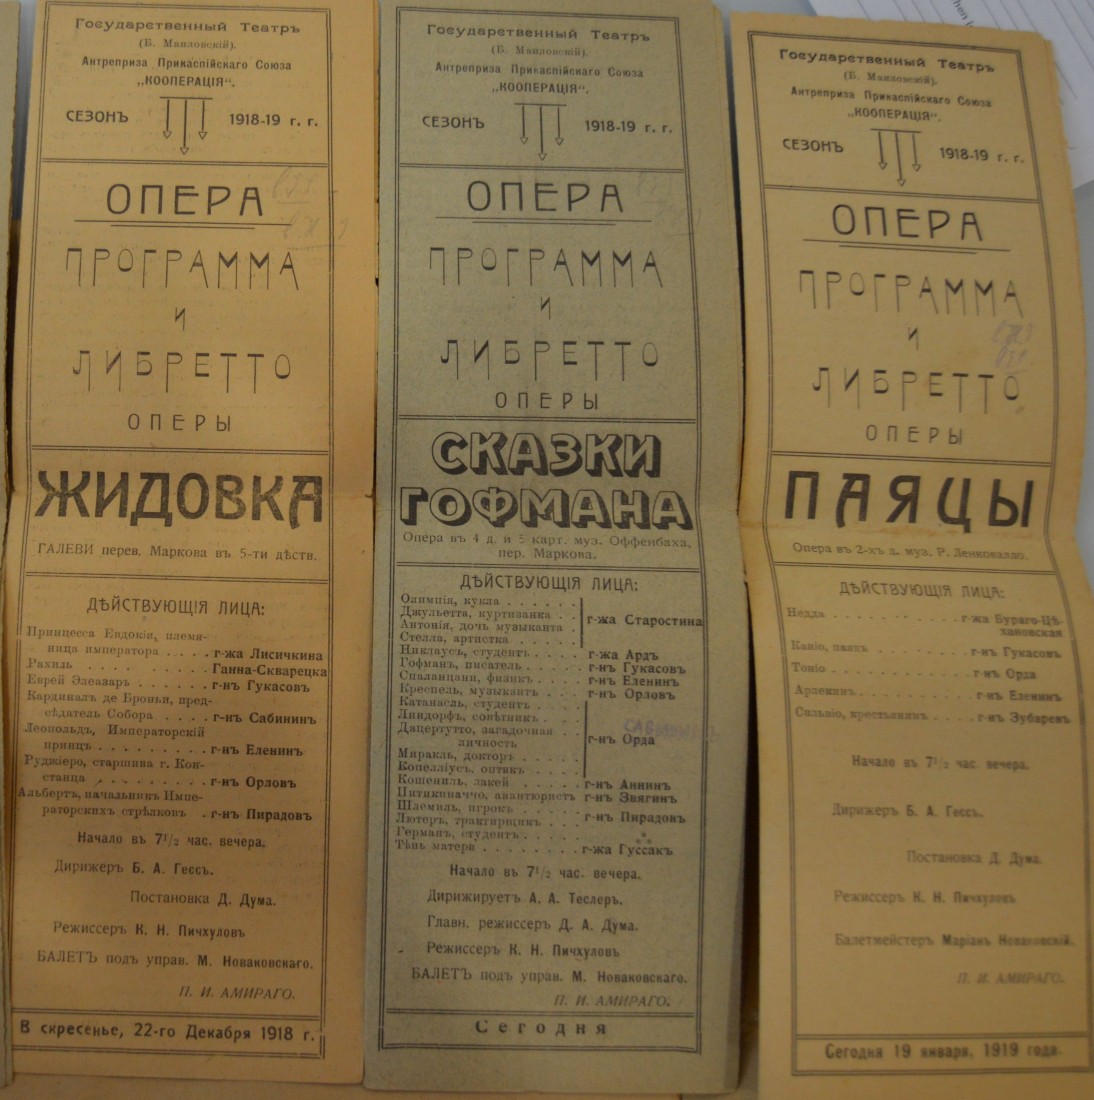 Государственный Театръ
(Б. Маиловскій).
Антреприза Прикаспійскаго Союза
„КООПЕРАЦІЯ“.
СЕЗОНЪ 1918-19 г. г.
ОПЕРА
ПРОГРАММА
И
ЛИБРЕТТО
ОПЕРЫ
ЖИДОВКА
ГАЛЕВИ перев. Маркова въ 5-ти дѣств.
ДѢЙСТВУЮЩІЯ ЛИЦА:
Принцесса Евдокія, племя-
ница императора . . . . г-жа Лисичкина
Рахиль . . . . Ганна-Скварецка
Еврей Элеазаръ . . . . . . г-нъ Гукасовъ
Кардиналъ де Броньи, пред-
сѣдатель Собора . . . . г-нъ Сабининъ
Леопольдъ, Императорскій
принцъ . . . . . . . . . г-нъ Еленинъ
Руджіеро, старшина г. Кон-
станца . . . . . . . . г-нъ Орловъ
Альбертъ, начальникъ Импе-
раторскихъ стрѣлковъ . г-нъ Пирадовъ
Начало въ 7½ час. вечера.
Дирижеръ Б. А. Гессъ.
Постановка Д. Дума.
Режиссеръ К. Н. Пичхуловъ
БАЛЕТЪ подъ управ. М. Новаковскаго.
П. И. АМИРАГО.
В скресенье, 22-го Декабря 1918 г.
Государственный Театръ
(Б. Маиловскій).
Антреприза Прикаспійскаго Союза
„КООПЕРАЦІЯ“.
СЕЗОНЪ 1918-19 г. г.
ОПЕРА
ПРОГРАММА
И
ЛИБРЕТТО
ОПЕРЫ
СКАЗКИ
ГОФМАНА
Опера въ 4 д. и 5 карт. муз. Оффенбаха,
пер. Маркова.
ДѢЙСТВУЮЩІЯ ЛИЦА:
Олимпія, кукла . . . . . .
Джульетта, куртизанка . .
Антонія, дочь музыканта .
Стелла, артистка . . . . .
г-жа Старостина
Никлаусъ, студентъ . . . . г-жа Ардъ
Гофманъ, писатель . . . . г-нъ Гукасовъ
Спаланцани, физикъ . . . . г-нъ Еленинъ
Креспель, музыкантъ . . . г-нъ Орловъ
Катанасль, студентъ . . . .
Линдорфъ, совѣтникъ . . . .
Дацертутто, загадочная . .
личность
Миракль, докторъ . . . . .
Копелліусъ, оптикъ . . . .
г-нъ Орда
Кошениль, лакей . . . . . г-нъ Аннинъ
Питикиначчо, авантюристъ г-нъ Звягинъ
Шлемиль, игрокъ . . . . .
Лютеръ, трактирщикъ . . . г-нъ Пирадовъ
Германъ, студентъ . . . . .
Тѣнь матери . . . . . . . г-жа Гуссакъ
Начало въ 7½ час. вечера.
Дирижируетъ А. А. Теслеръ.
Главн. режиссеръ Д. А. Дума.
Режиссеръ К. Н. Пичхуловъ
БАЛЕТЪ подъ управ. М. Новаковскаго.
П. И. АМИРАГО.
Сегодня
Государственный Театръ
(Б. Маиловскій).
Антреприза Прикаспійскаго Союза
„КООПЕРАЦІЯ“.
СЕЗОНЪ 1918-19 г. г.
ОПЕРА
ПРОГРАММА
И
ЛИБРЕТТО
ОПЕРЫ
ПАЯЦЫ
Опера въ 2-хъ д. муз. Р. Ленковалло.
ДѢЙСТВУЮЩІЯ ЛИЦА:
Недда . . . . . . . г-жа Бураго-Цѣ-
хановская
Каніо, паяцъ . . . . г-нъ Гукасовъ
Тоніо . . . . г-нъ Орда
Арлекинъ . . . . г-нъ Еленинъ
Сильвіо, крестьянинъ . . . . г-нъ Зубаревъ
Начало въ 7½ час. вечера.
Дирижеръ Б. А. Гессъ.
Постановка Д. Дума.
Режиссеръ К. Н. Пичхуловъ
Балетмейстеръ Маріанъ Новаковскій.
П. И. АМИРАГО
Сегодня 19 января, 1919 года.